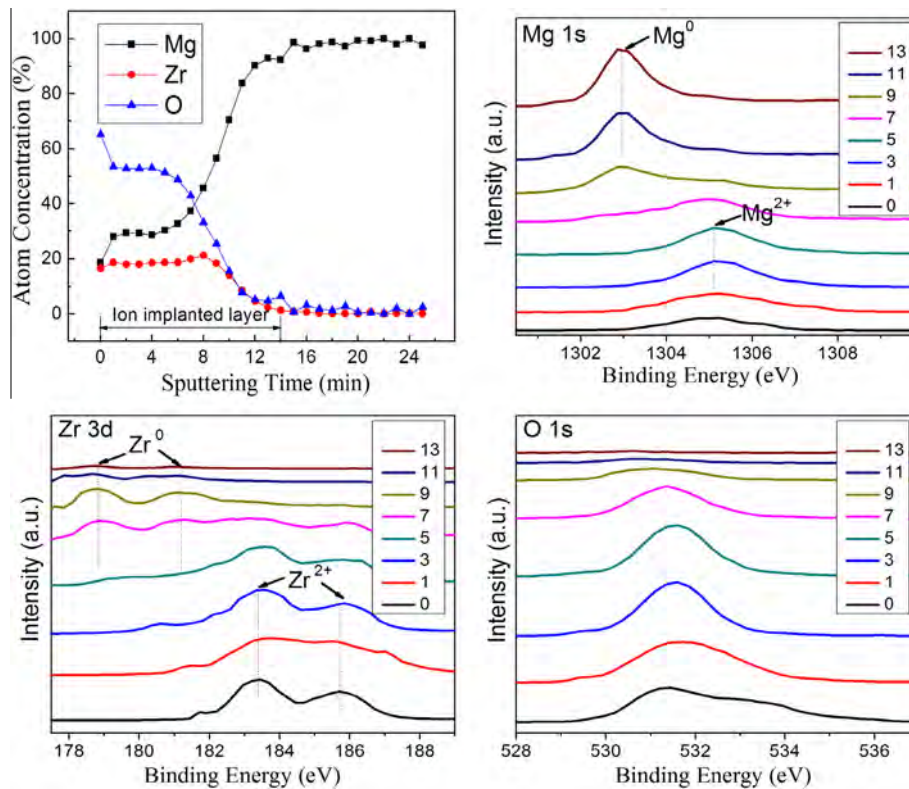 100
80
60
40
20
0
Atom Concentration (%)
Mg
Zr
O
Ion implanted layer
0 4 8 12 16 20 24
Sputtering Time (min)
Mg 1s
Mg0
Mg2+
13
11
9
7
5
3
1
0
Intensity (a.u.)
1302 1304 1306 1308
Binding Energy (eV)
Zr 3d
Zr0
Zr2+
13
11
9
7
5
3
1
0
Intensity (a.u.)
178 180 182 184 186 188
Binding Energy (eV)
O 1s
13
11
9
7
5
3
1
0
Intensity (a.u.)
528 530 532 534 536
Binding Energy (eV)